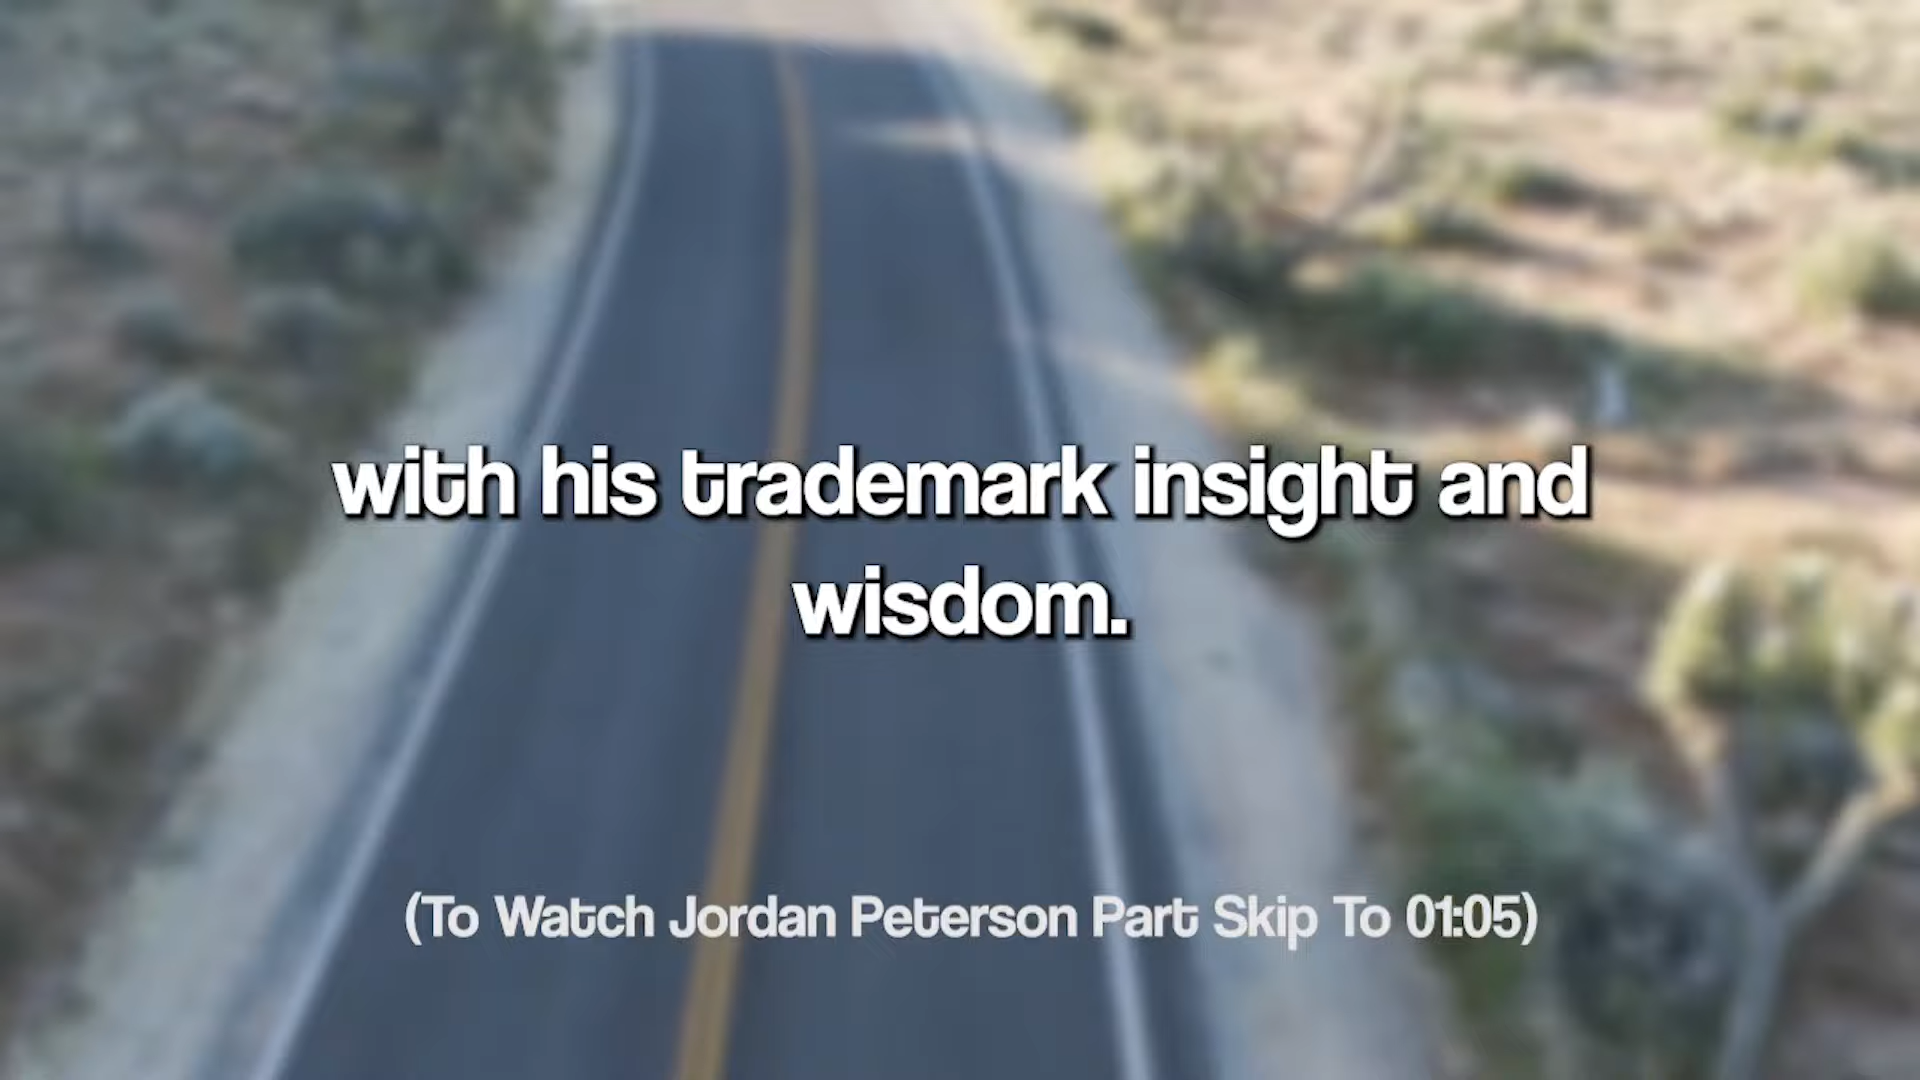 with his trademark insight and
wisdom.
(To Watch Jordan Peterson Part Skip To 01:05)